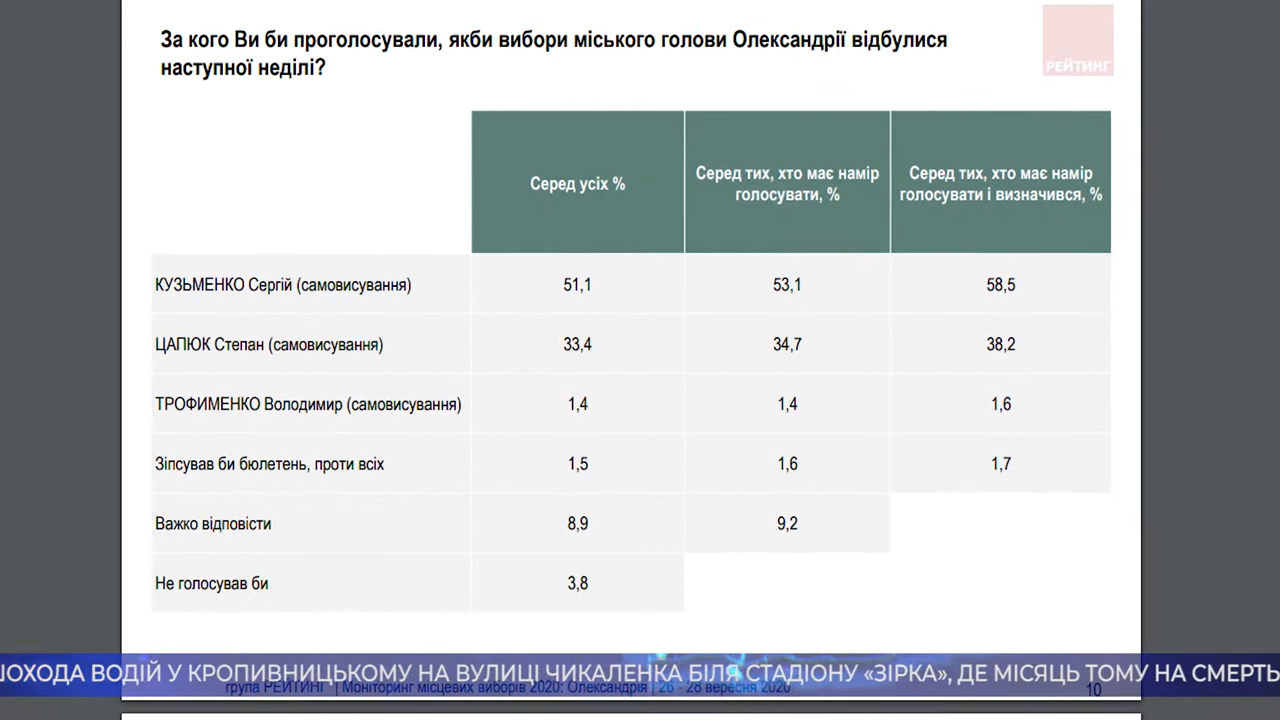 За кого Ви би проголосували, якби вибори міського голови Олександрії відбулися
наступної неділі?
РЕЙТИНГ
Серед усіх %
Серед тих, хто має намір
голосувати, %
Серед тих, хто має намір
голосувати і визначився, %
КУЗЬМЕНКО Сергій (самовисування) 51,1 53,1 58,5
ЦАПЮК Степан (самовисування) 33,4 34,7 38,2
ТРОФИМЕНКО Володимир (самовисування) 1,4 1,4 1,6
Зіпсував би бюлетень, проти всіх 1,5 1,6 1,7
Важко відповісти 8,9 9,2
Не голосував би 3,8
ШОХОДА ВОДІЙ У КРОПИВНИЦЬКОМУ НА ВУЛИЦІ ЧИКАЛЕНКА БІЛЯ СТАДІОНУ «ЗІРКА», ДЕ МІСЯЦЬ ТОМУ НА СМЕРТЬ
група РЕЙТИНГ | Моніторинг місцевих виборів 2020: Олександрія | 26 - 28 вересня 2020 10